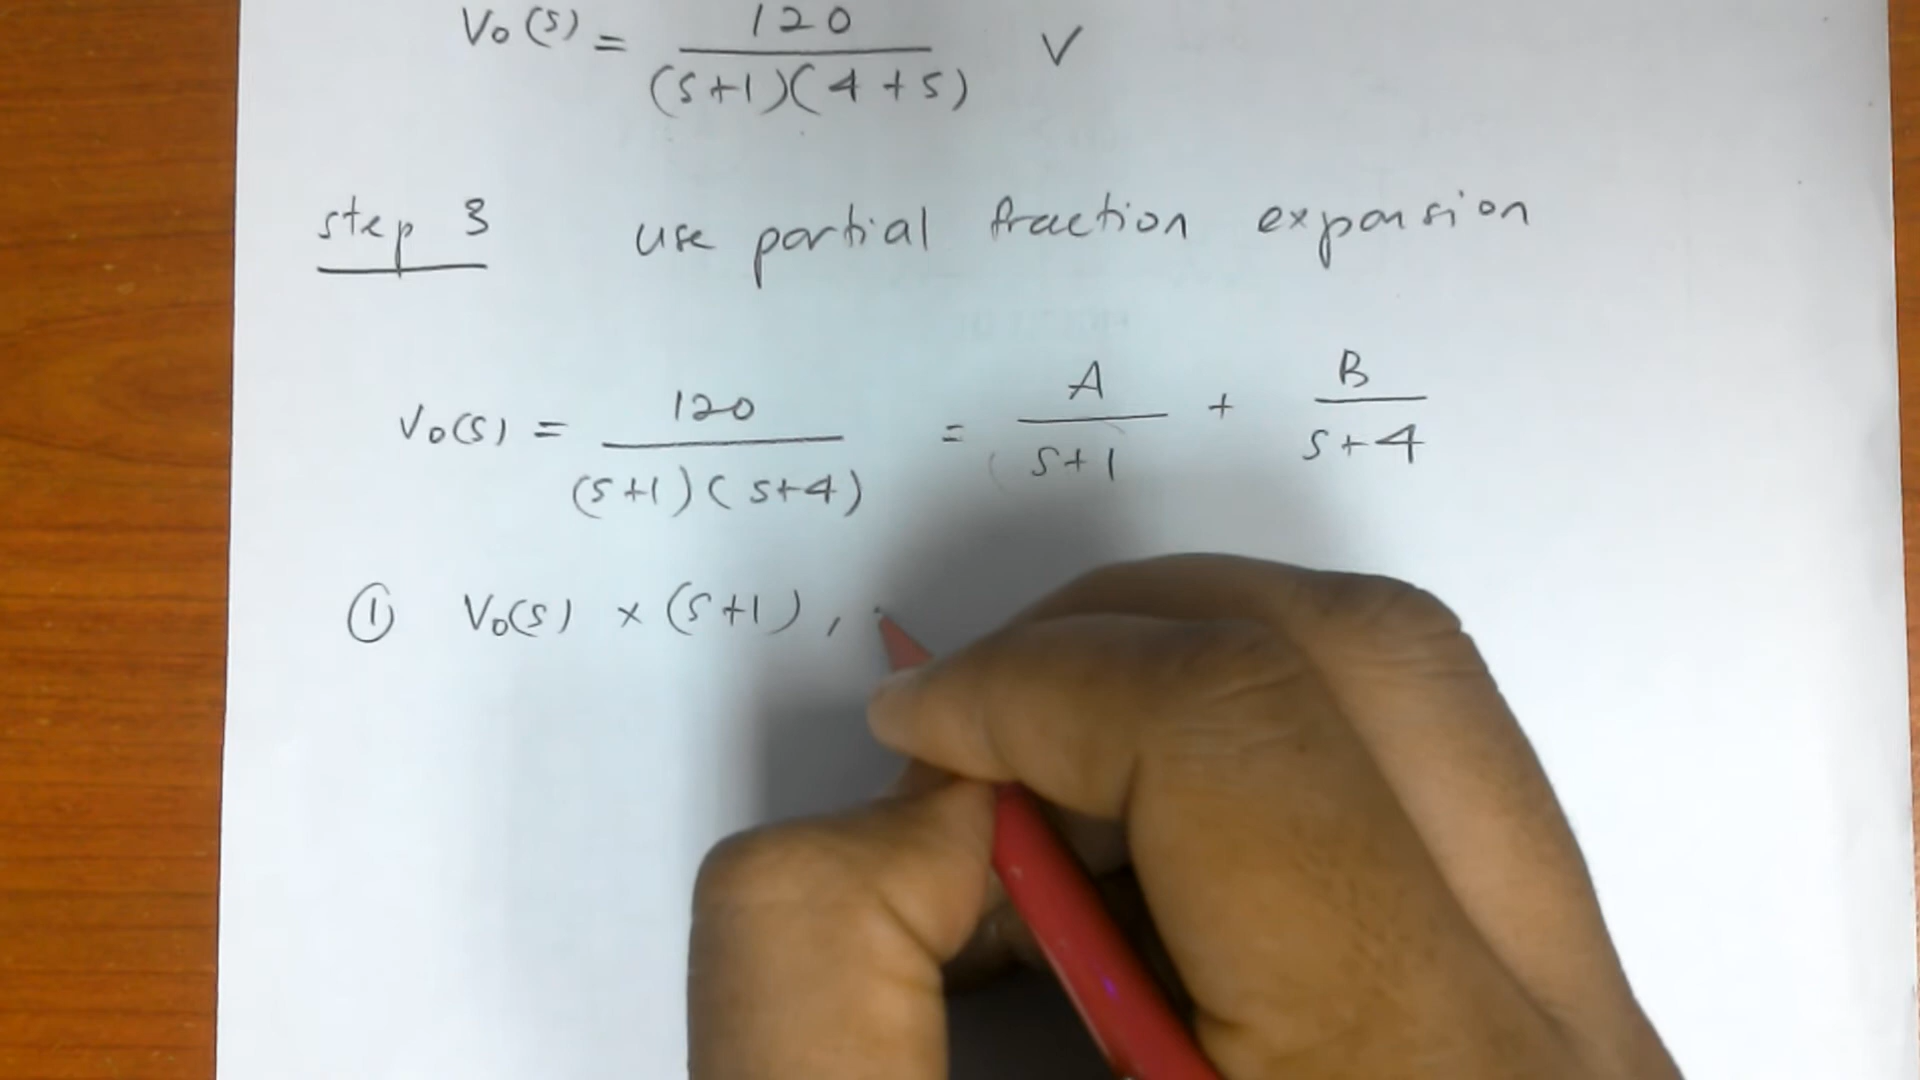 Vo(s) = 120 / (s+1)(4+s) V
step 3 use partial fraction expansion
Vo(s) = 120 / (s+1)(s+4) = A / s+1 + B / s+4
① Vo(s) × (s+1),